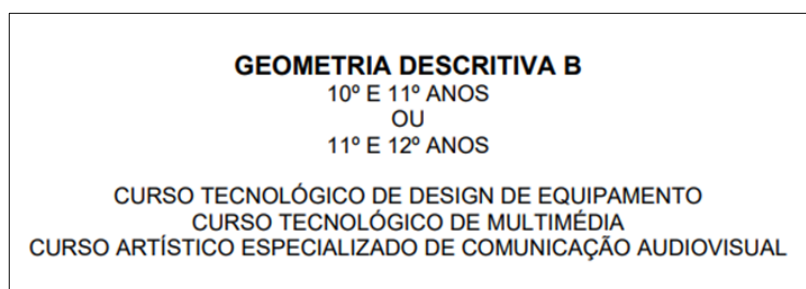 GEOMETRIA DESCRITIVA B
10º E 11º ANOS
OU
11º E 12º ANOS
CURSO TECNOLÓGICO DE DESIGN DE EQUIPAMENTO
CURSO TECNOLÓGICO DE MULTIMÉDIA
CURSO ARTÍSTICO ESPECIALIZADO DE COMUNICAÇÃO AUDIOVISUAL